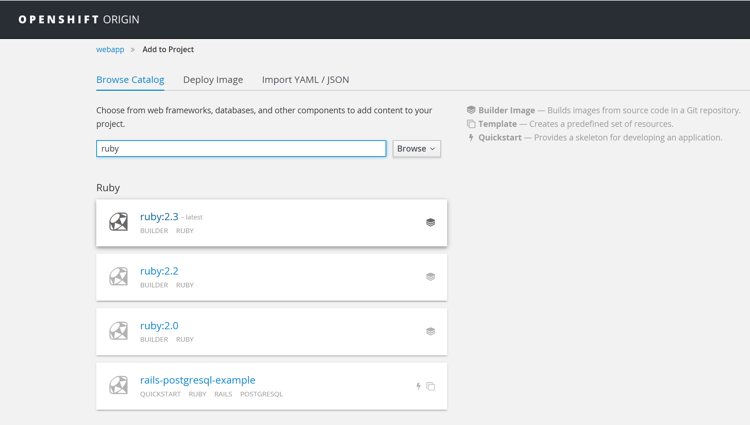 OPENSHIFT ORIGIN
webapp » Add to Project
Browse Catalog Deploy Image Import YAML / JSON
Choose from web frameworks, databases, and other components to add content to your
project.
Builder Image — Builds images from source code in a Git repository.
Template — Creates a predefined set of resources.
Quickstart — Provides a skeleton for developing an application.
ruby Browse
Ruby
ruby:2.3 - latest
BUILDER RUBY
ruby:2.2
BUILDER RUBY
ruby:2.0
BUILDER RUBY
rails-postgresql-example
QUICKSTART RUBY RAILS POSTGRESQL